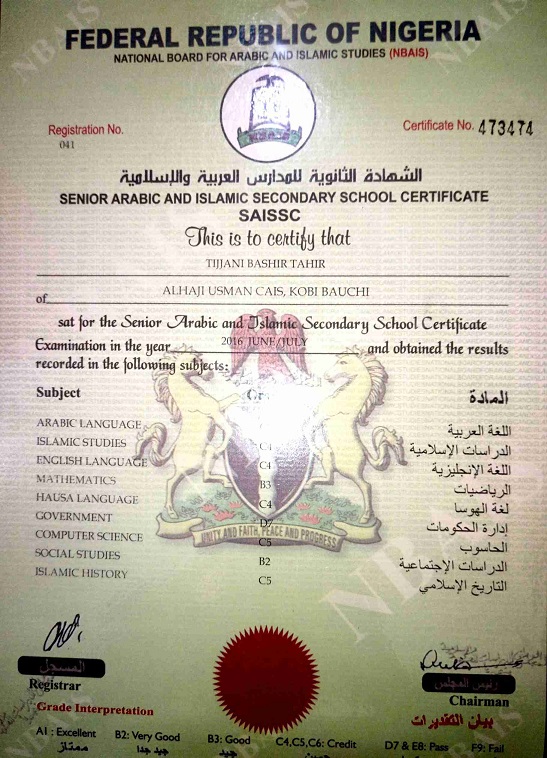 FEDERAL REPUBLIC OF NIGERIA
NATIONAL BOARD FOR ARABIC AND ISLAMIC STUDIES (NBAIS)
Registration No.
041
Certificate No. 473474
الشهادة الثانوية للمدارس العربية والإسلامية
SENIOR ARABIC AND ISLAMIC SECONDARY SCHOOL CERTIFICATE
SAISSC
This is to certify that
TIJJANI BASHIR TAHIR
of ALHAJI USMAN CAIS, KOBI BAUCHI
sat for the Senior Arabic and Islamic Secondary School Certificate
Examination in the year 2016 JUNE/JULY and obtained the results
recorded in the following subjects:
Subject المادة
ARABIC LANGUAGE اللغة العربية
ISLAMIC STUDIES C4 الدراسات الإسلامية
ENGLISH LANGUAGE C4 اللغة الإنجليزية
MATHEMATICS B3 الرياضيات
HAUSA LANGUAGE C4 لغة الهوسا
GOVERNMENT D7 إدارة الحكومات
COMPUTER SCIENCE C5 الحاسوب
SOCIAL STUDIES B2 الدراسات الإجتماعية
ISLAMIC HISTORY C5 التاريخ الإسلامي
UNITY AND FAITH, PEACE AND PROGRESS
المسجل
Registrar
رئيس المجلس
Chairman
Grade Interpretation بيان التقديرات
A1: Excellent B2: Very Good B3: Good C4,C5,C6: Credit D7 & E8: Pass F9: Fail
ممتاز جيد جدا جيد
NBAIS